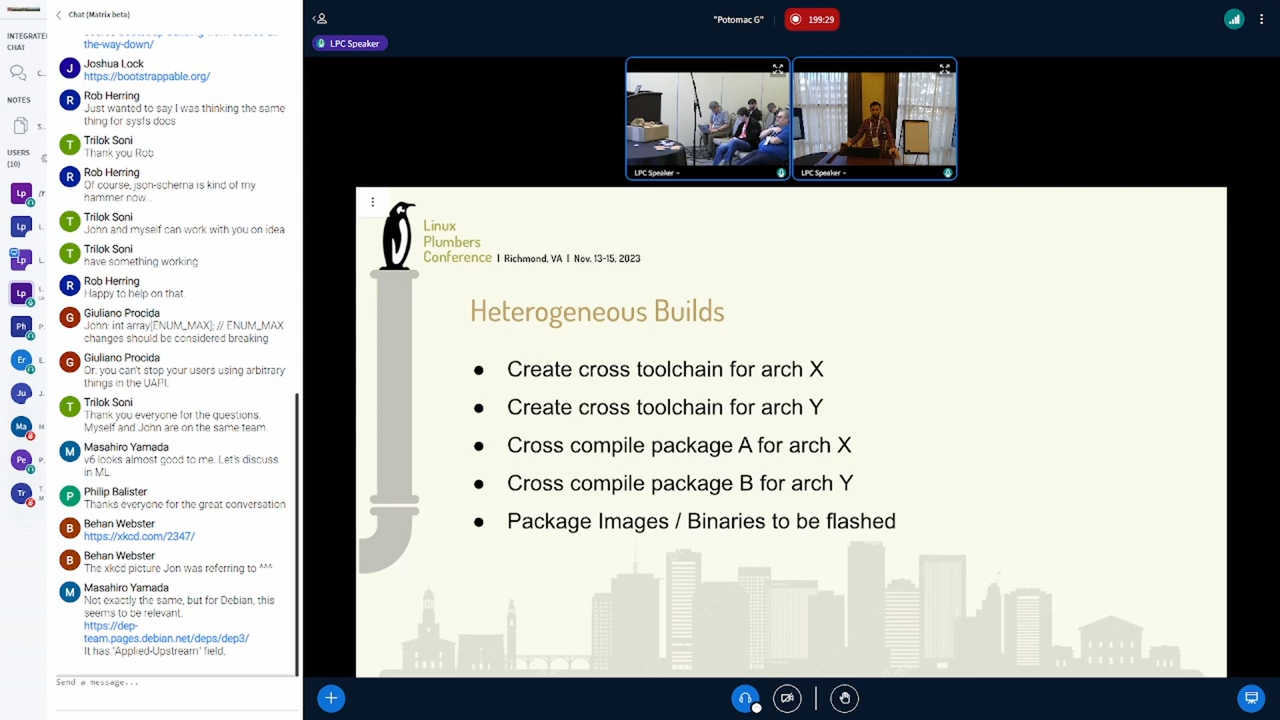 Chat (Matrix beta)
INTEGRATE
CHAT
C..
NOTES
S..
USERS
(10)
the-way-down/
Joshua Lock
https://bootstrappable.org/
Rob Herring
Just wanted to say I was thinking the same
thing for sysfs docs
Trilok Soni
Thank you Rob
Rob Herring
Of course, json-schema is kind of my
hammer now...
Trilok Soni
John and myself can work with you on idea
Trilok Soni
have something working
Rob Herring
Happy to help on that.
Giuliano Procida
John: int array[ENUM_MAX]; // ENUM_MAX
changes should be considered breaking
Giuliano Procida
Or: you can't stop your users using arbitrary
things in the UAPI.
Trilok Soni
Thank you everyone for the questions.
Myself and John are on the same team.
Masahiro Yamada
v6 looks almost good to me. Let's discuss
in ML.
Philip Balister
Thanks everyone for the great conversation
Behan Webster
https://xkcd.com/2347/
Behan Webster
The xkcd picture Jon was referring to ^^^
Masahiro Yamada
Not exactly the same, but for Debian, this
seems to be relevant.
https://dep-
team.pages.debian.net/deps/dep3/
It has 'Applied-Upstream' field.
Send a message...
"Potomac G"
199:29
LPC Speaker
LPC Speaker
LPC Speaker
Linux
Plumbers
Conference | Richmond, VA | Nov. 13-15, 2023
Heterogeneous Builds
● Create cross toolchain for arch X
● Create cross toolchain for arch Y
● Cross compile package A for arch X
● Cross compile package B for arch Y
● Package Images / Binaries to be flashed